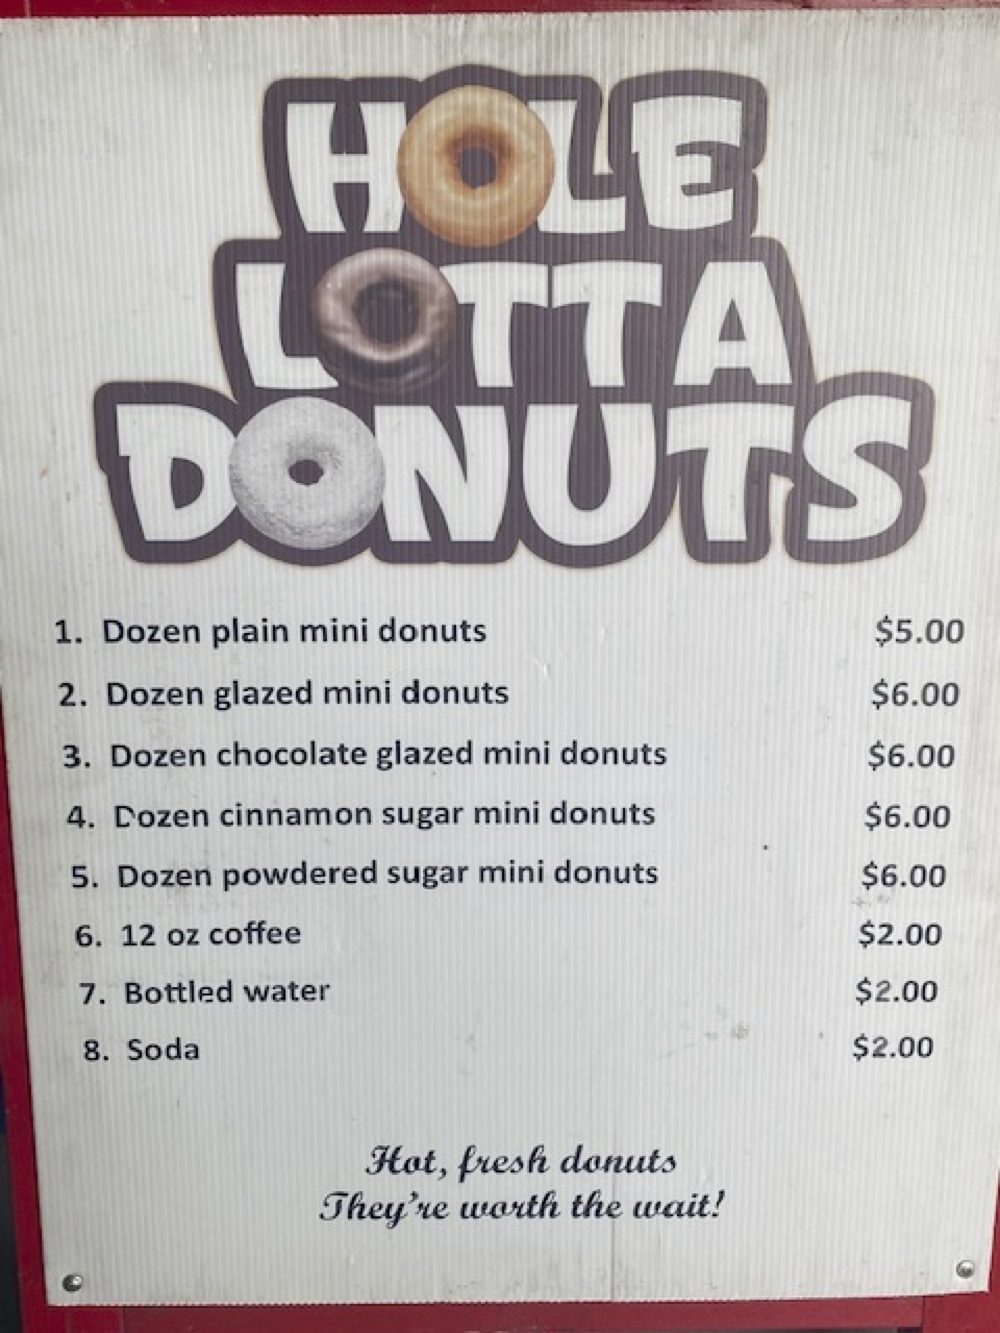 HOLE
LOTTA
DONUTS
1. Dozen plain mini donuts $5.00
2. Dozen glazed mini donuts $6.00
3. Dozen chocolate glazed mini donuts $6.00
4. Dozen cinnamon sugar mini donuts $6.00
5. Dozen powdered sugar mini donuts $6.00
6. 12 oz coffee $2.00
7. Bottled water $2.00
8. Soda $2.00
Hot, fresh donuts
They're worth the wait!